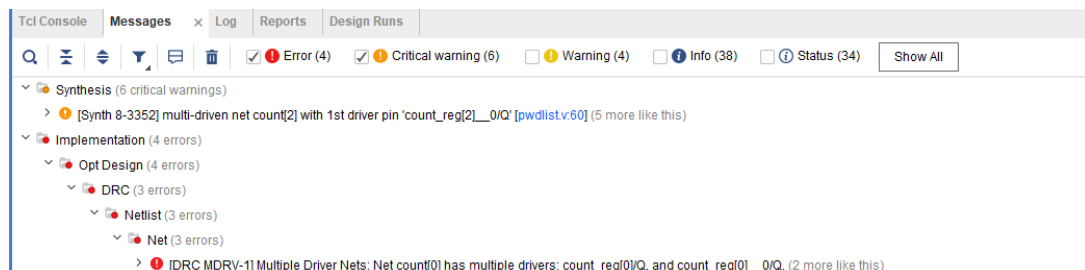 Tcl Console Messages × Log Reports Design Runs
Error (4) Critical warning (6) Warning (4) Info (38) Status (34) Show All
Synthesis (6 critical warnings)
[Synth 8-3352] multi-driven net count[2] with 1st driver pin 'count_reg[2]__0/Q' [pwdlist.v:60] (5 more like this)
Implementation (4 errors)
Opt Design (4 errors)
DRC (3 errors)
Netlist (3 errors)
Net (3 errors)
[DRC MDRV-1] Multiple Driver Nets: Net count[0] has multiple drivers: count_reg[0]/Q, and count_reg[0]__0/Q. (2 more like this)